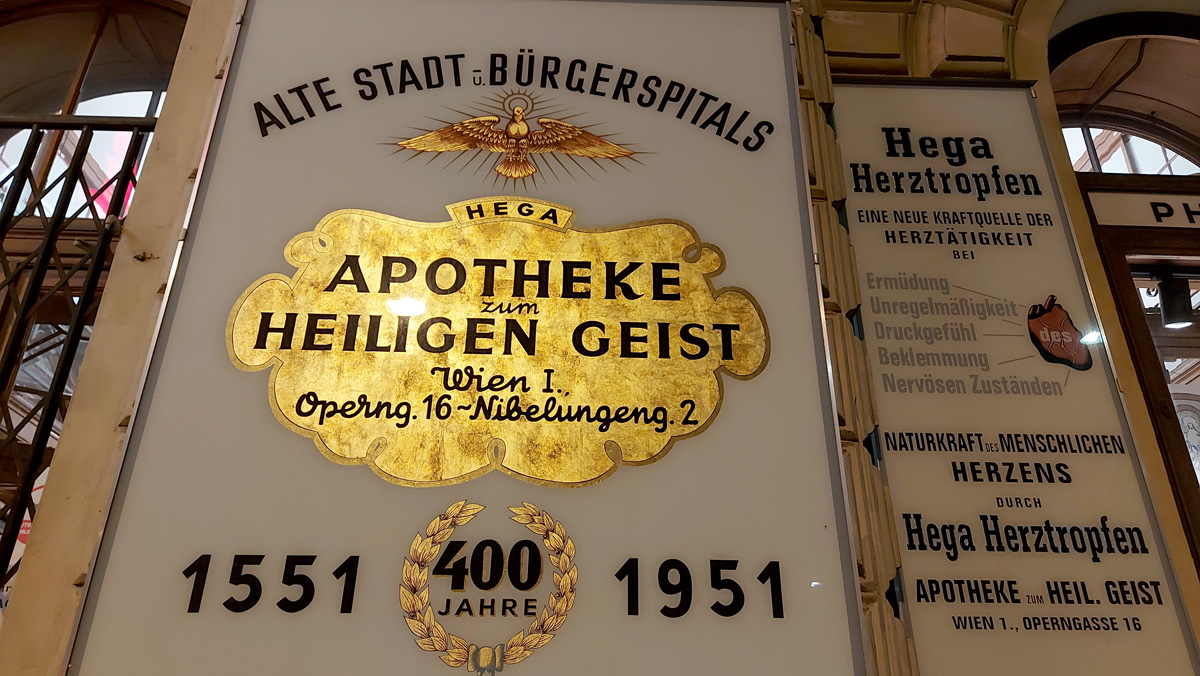 ALTE STADT u. BÜRGERSPITALS
HEGA
APOTHEKE
zum
HEILIGEN GEIST
Wien I.
Operng. 16~Nibelungeng. 2
1551 400 1951
JAHRE
Hega
Herztropfen
EINE NEUE KRAFTQUELLE DER
HERZTÄTIGKEIT
BEI
Ermüdung
Unregelmäßigkeit
Druckgefühl des
Beklemmung
Nervösen Zuständen
NATURKRAFT DES MENSCHLICHEN
HERZENS
DURCH
Hega Herztropfen
APOTHEKE ZUM HEIL. GEIST
WIEN 1., OPERNGASSE 16
PH